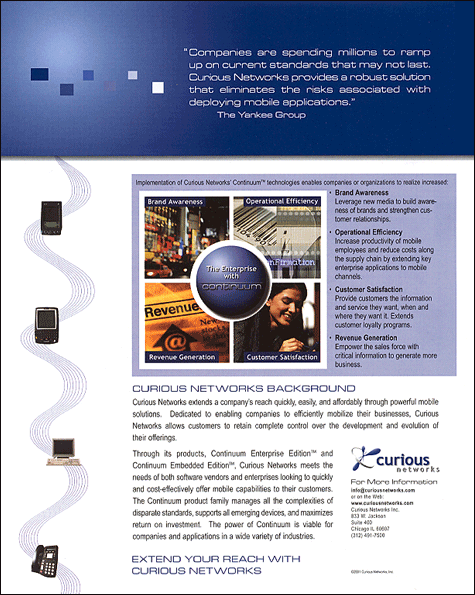 "Companies are spending millions to ramp
up on current standards that may not last.
Curious Networks provides a robust solution
that eliminates the risks associated with
deploying mobile applications."
The Yankee Group
Implementation of Curious Networks' Continuum™ technologies enables companies or organizations to realize increased:
Brand Awareness
Operational Efficiency
The Enterprise
with
continuum
Confirmation
Revenue
Revenue Generation
Customer Satisfaction
• Brand Awareness
Leverage new media to build aware-
ness of brands and strengthen cus-
tomer relationships.
• Operational Efficiency
Increase productivity of mobile
employees and reduce costs along
the supply chain by extending key
enterprise applications to mobile
channels.
• Customer Satisfaction
Provide customers the information
and service they want, when and
where they want it. Extends
customer loyalty programs.
• Revenue Generation
Empower the sales force with
critical information to generate more
business.
CURIOUS NETWORKS BACKGROUND
Curious Networks extends a company's reach quickly, easily, and affordably through powerful mobile
solutions. Dedicated to enabling companies to efficiently mobilize their businesses, Curious
Networks allows customers to retain complete control over the development and evolution of
their offerings.
Through its products, Continuum Enterprise Edition™ and
Continuum Embedded Edition™, Curious Networks meets the
needs of both software vendors and enterprises looking to quickly
and cost-effectively offer mobile capabilities to their customers.
The Continuum product family manages all the complexities of
disparate standards, supports all emerging devices, and maximizes
return on investment. The power of Continuum is viable for
companies and applications in a wide variety of industries.
EXTEND YOUR REACH WITH
CURIOUS NETWORKS
curious
networks
For More Information
info@curiousnetworks.com
or on the Web:
www.curiousnetworks.com
Curious Networks Inc.
833 W. Jackson
Suite 400
Chicago IL 60607
(312) 491-7500
©2001 Curious Networks, Inc.